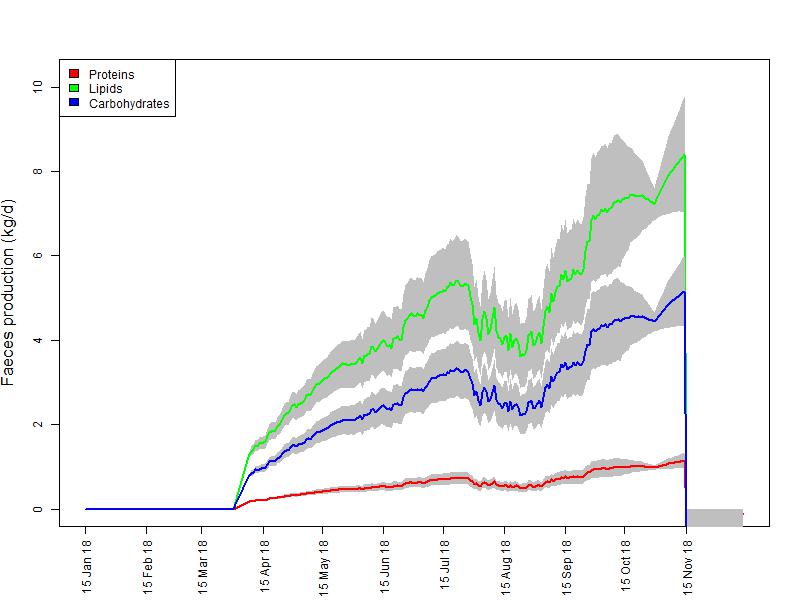 Proteins
Lipids
Carbohydrates
Faeces production (kg/d)
10
8
6
4
2
0
15 Jan 18
15 Feb 18
15 Mar 18
15 Apr 18
15 May 18
15 Jun 18
15 Jul 18
15 Aug 18
15 Sep 18
15 Oct 18
15 Nov 18